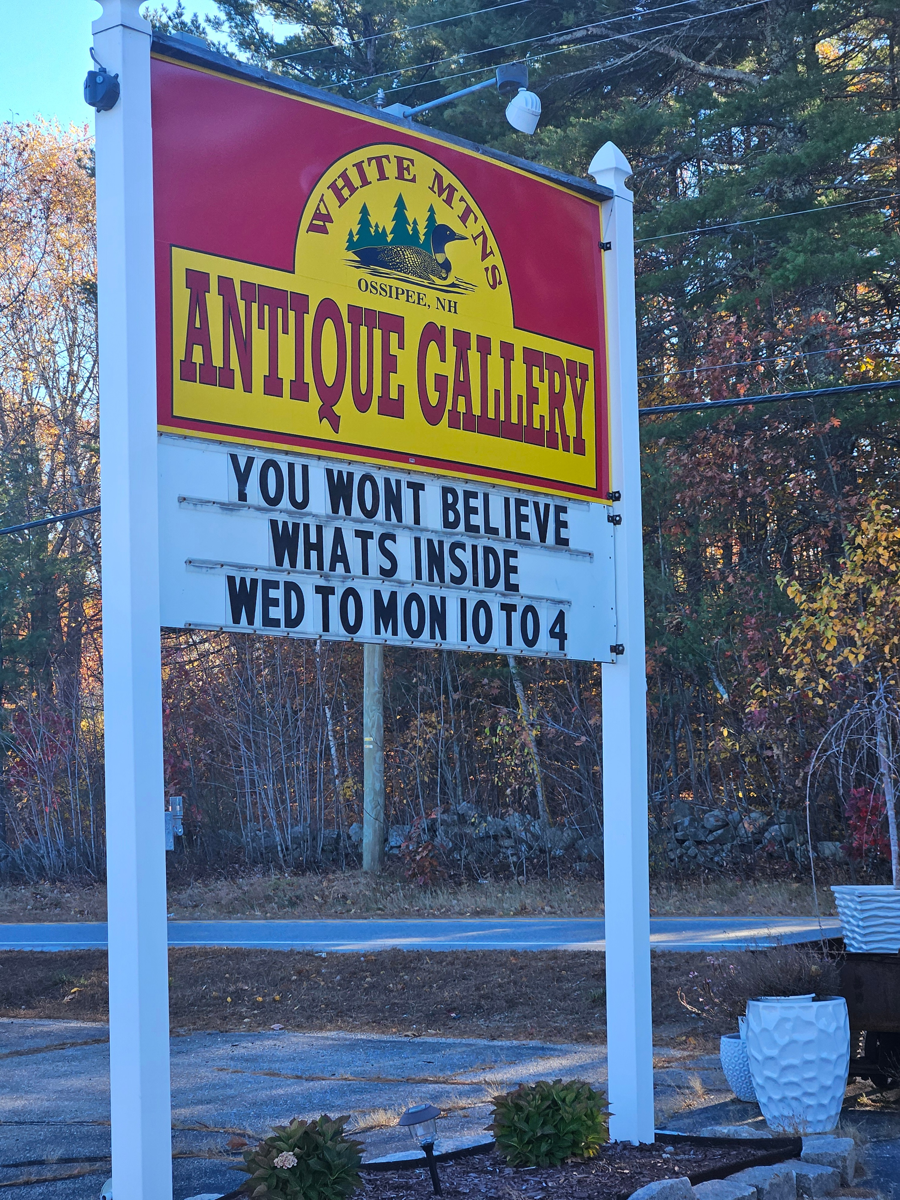 WHITE MTNS
OSSIPEE, NH
ANTIQUE GALLERY
YOU WONT BELIEVE
WHATS INSIDE
WED TO MON 10 TO 4